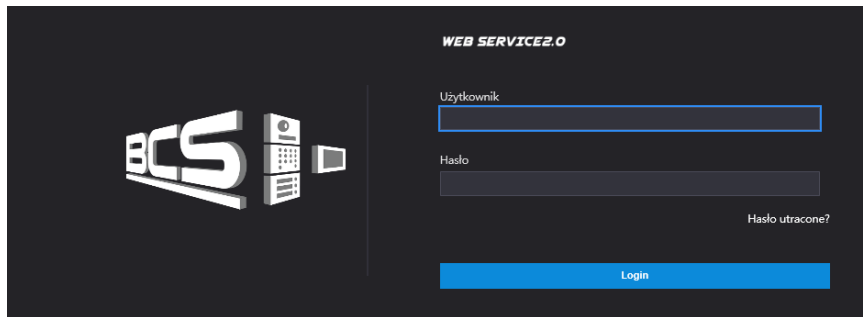 WEB SERVICE2.0
Użytkownik
BCS
Hasło
Hasło utracone?
Login